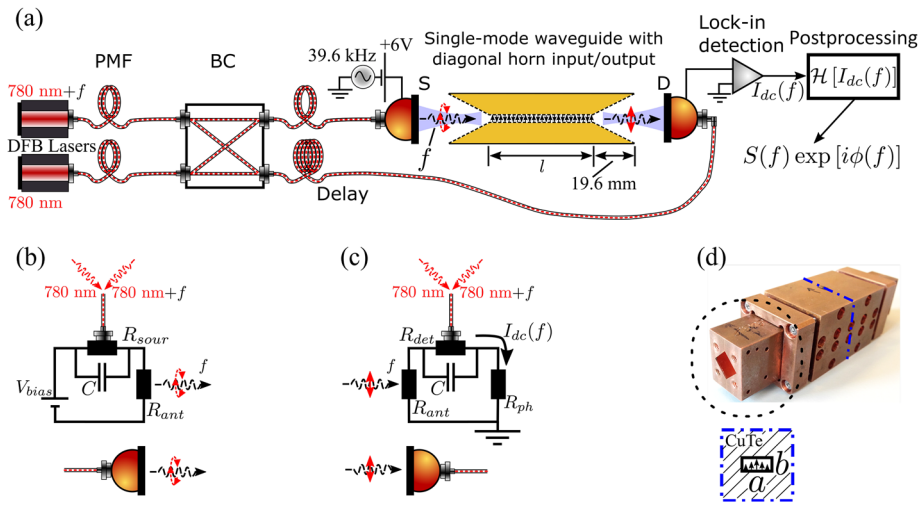 (a)
PMF
BC
39.6 kHz
+6V
Single-mode waveguide with
diagonal horn input/output
Lock-in
detection
Postprocessing
780 nm+f
S
D
I_dc(f)
H[I_dc(f)]
DFB Lasers
f
l
19.6 mm
S(f) exp [iϕ(f)]
780 nm
Delay
(b)
780 nm
780 nm+f
R_sour
f
V_bias
C
R_ant
(c)
780 nm
780 nm+f
R_det
I_dc(f)
f
C
R_ant
R_ph
(d)
CuTe
b
a